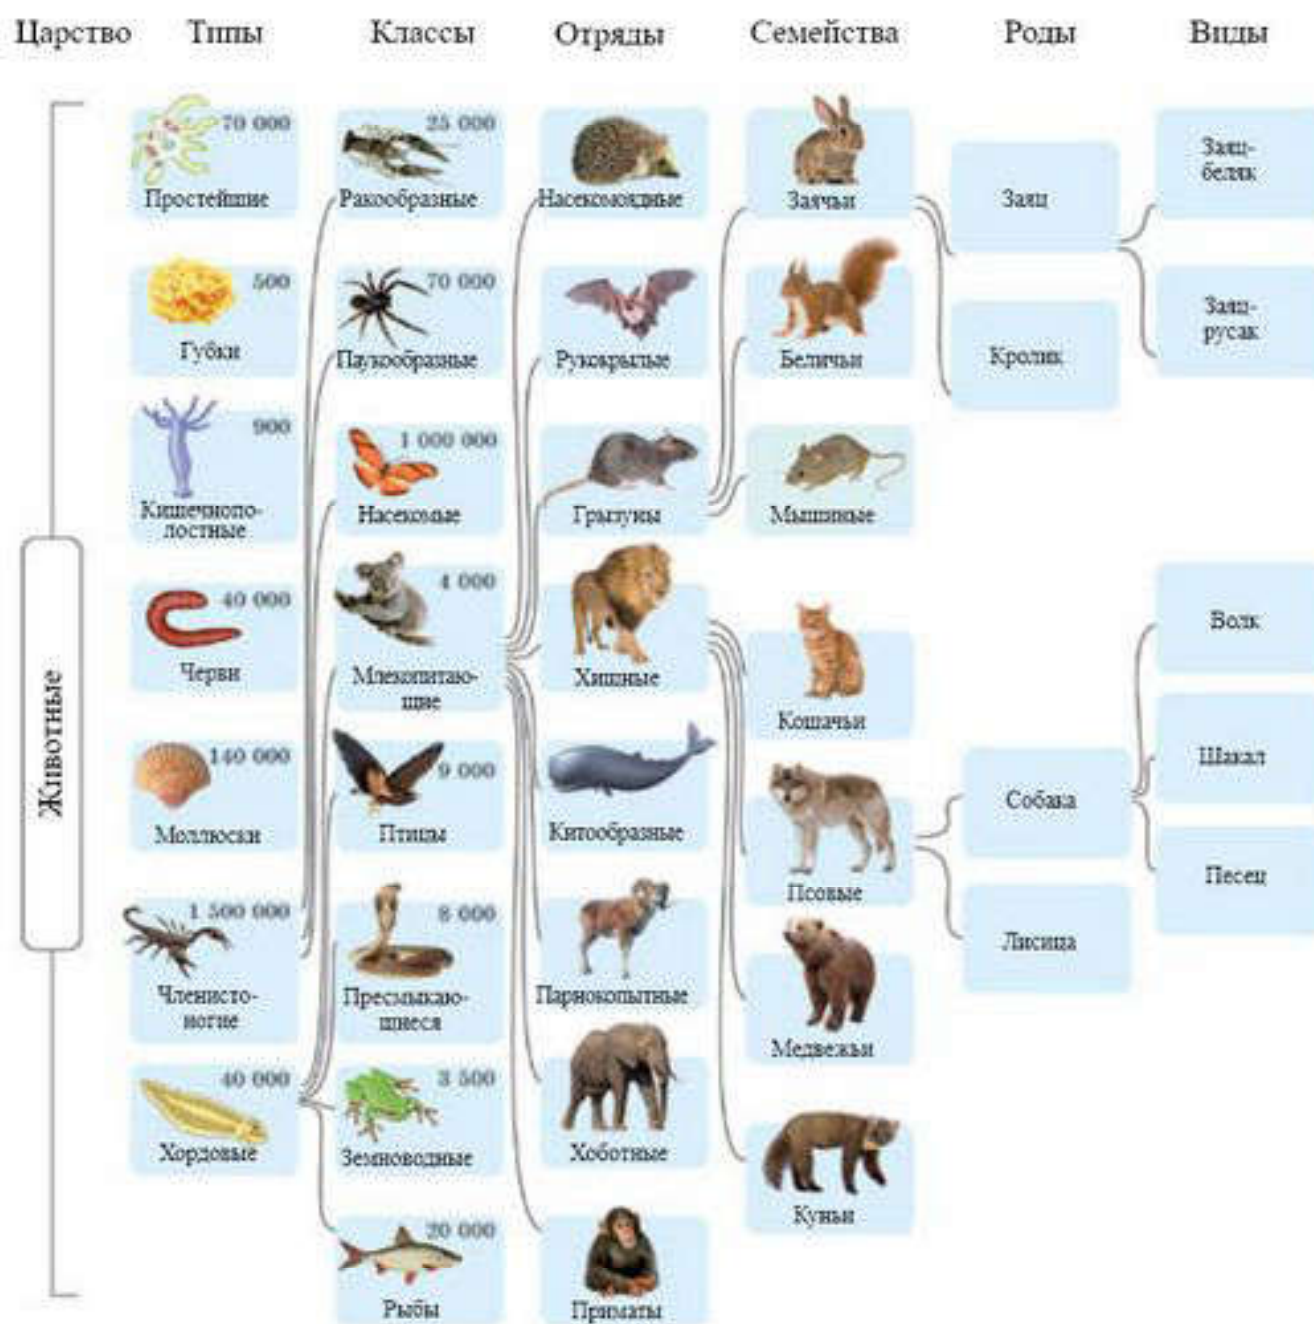 Царство Типы Классы Отряды Семейства Роды Виды
Животные
70 000
Простейшие
500
Губки
900
Кишечнопо-
лостные
40 000
Черви
140 000
Моллюски
1 500 000
Членисто-
ногие
40 000
Хордовые
25 000
Ракообразные
70 000
Паукообразные
1 000 000
Насекомые
4 000
Млекопитаю-
щие
9 000
Птицы
8 000
Пресмыкаю-
щиеся
3 500
Земноводные
20 000
Рыбы
Насекомоядные
Рукокрылые
Грызуны
Хищные
Китообразные
Парнокопытные
Хоботные
Приматы
Заячьи
Беличьи
Мышиные
Кошачьи
Псовые
Медвежьи
Куньи
Заяц
Кролик
Собака
Лисица
Заяц-
беляк
Заяц-
русак
Волк
Шакал
Песец